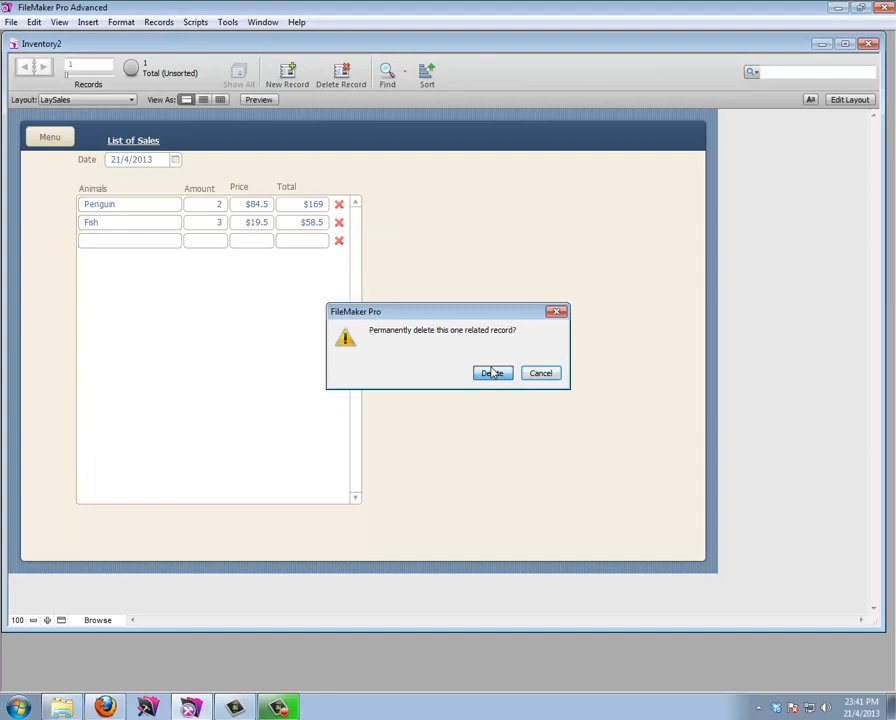 FileMaker Pro Advanced
File Edit View Insert Format Records Scripts Tools Window Help
Inventory2
1
1
Total (Unsorted)
Records
Show All
New Record
Delete Record
Find
Sort
Layout: LaySales
View As:
Preview
Aa
Edit Layout
Menu
List of Sales
Date 21/4/2013
Animals Amount Price Total
Penguin 2 $84.5 $169
Fish 3 $19.5 $58.5
FileMaker Pro
Permanently delete this one related record?
Delete
Cancel
100
Browse
23:41 PM
21/4/2013